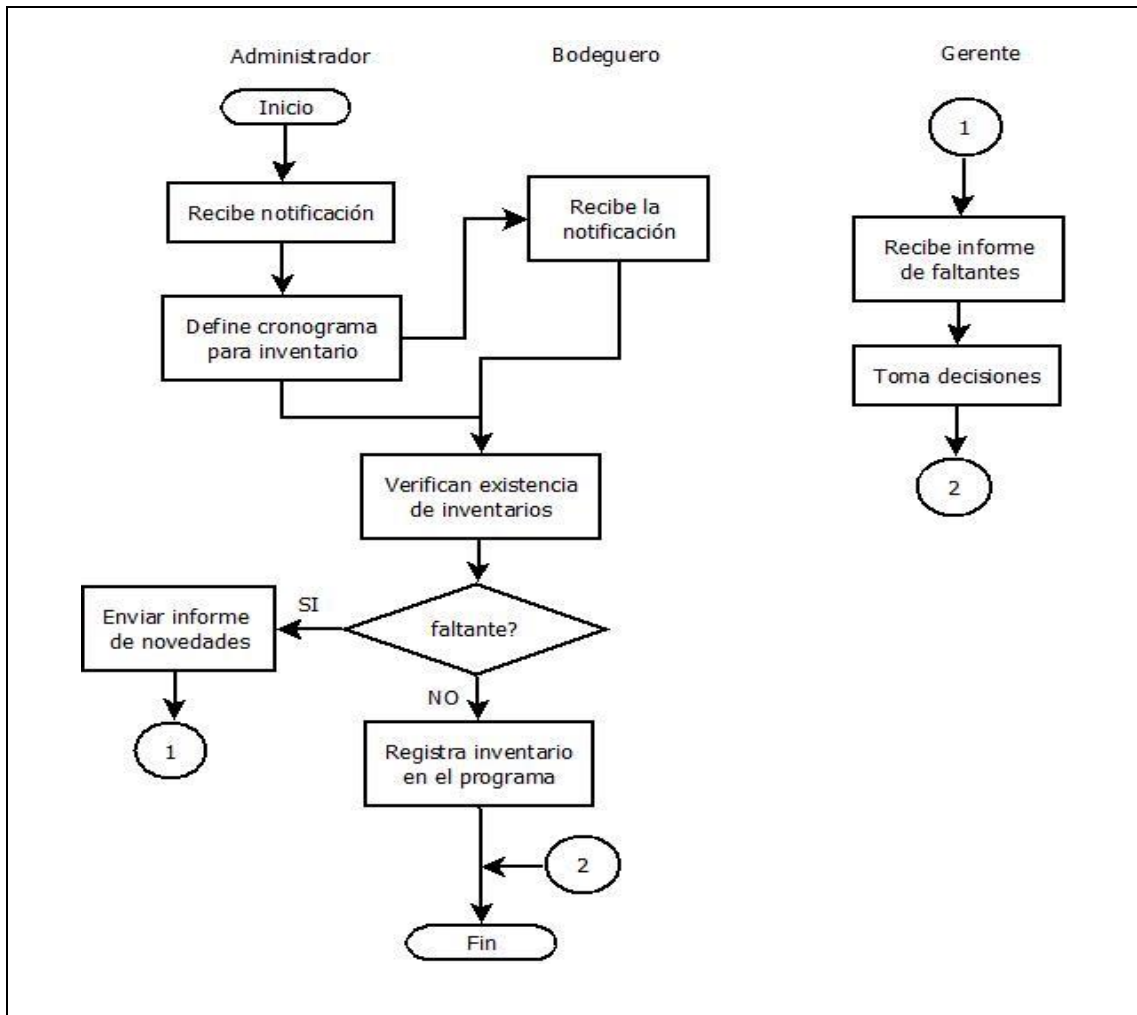 Administrador
Bodeguero
Gerente
Inicio
1
Recibe notificación
Recibe la
notificación
Recibe informe
de faltantes
Define cronograma
para inventario
Toma decisiones
Verifican existencia
de inventarios
2
Enviar informe
de novedades
SI
faltante?
NO
1
Registra inventario
en el programa
2
Fin